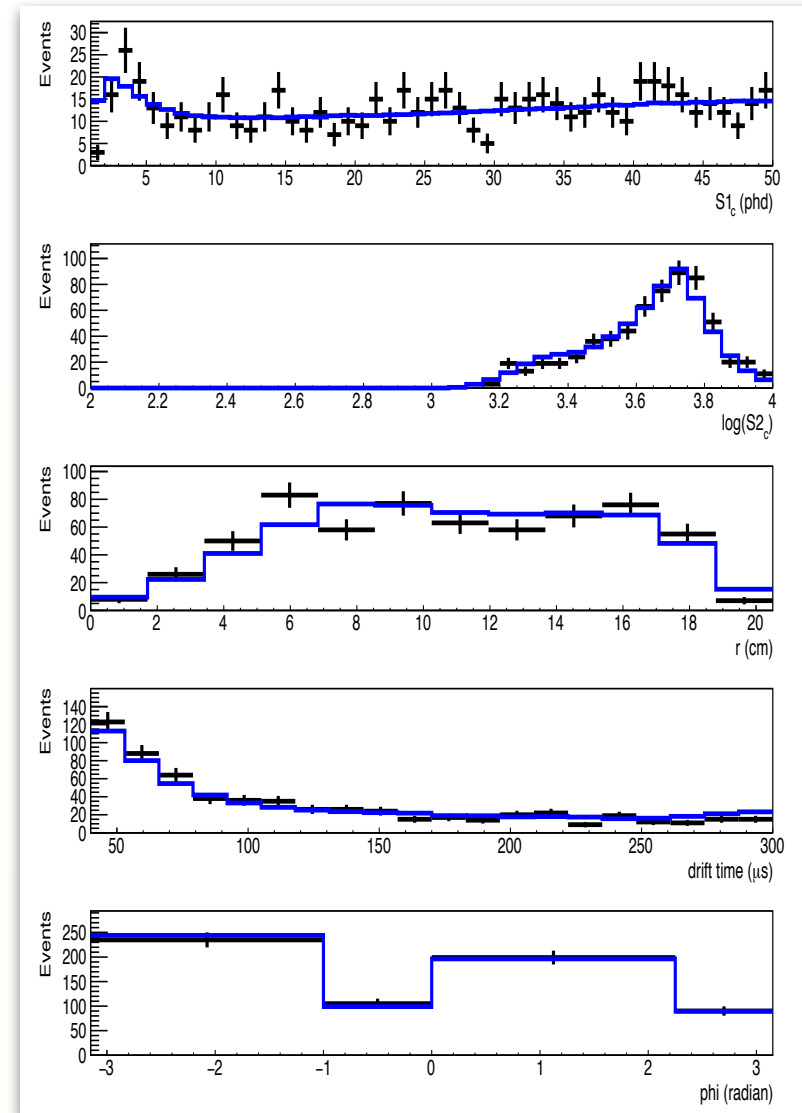 Events
30
25
20
15
10
5
0
5 10 15 20 25 30 35 40 45 50
S1c (phd)
Events
100
80
60
40
20
0
2 2.2 2.4 2.6 2.8 3 3.2 3.4 3.6 3.8 4
log(S2c)
Events
100
80
60
40
20
0
0 2 4 6 8 10 12 14 16 18 20
r (cm)
Events
140
120
100
80
60
40
20
0
50 100 150 200 250 300
drift time (μs)
Events
250
200
150
100
50
0
−3 −2 −1 0 1 2 3
phi (radian)